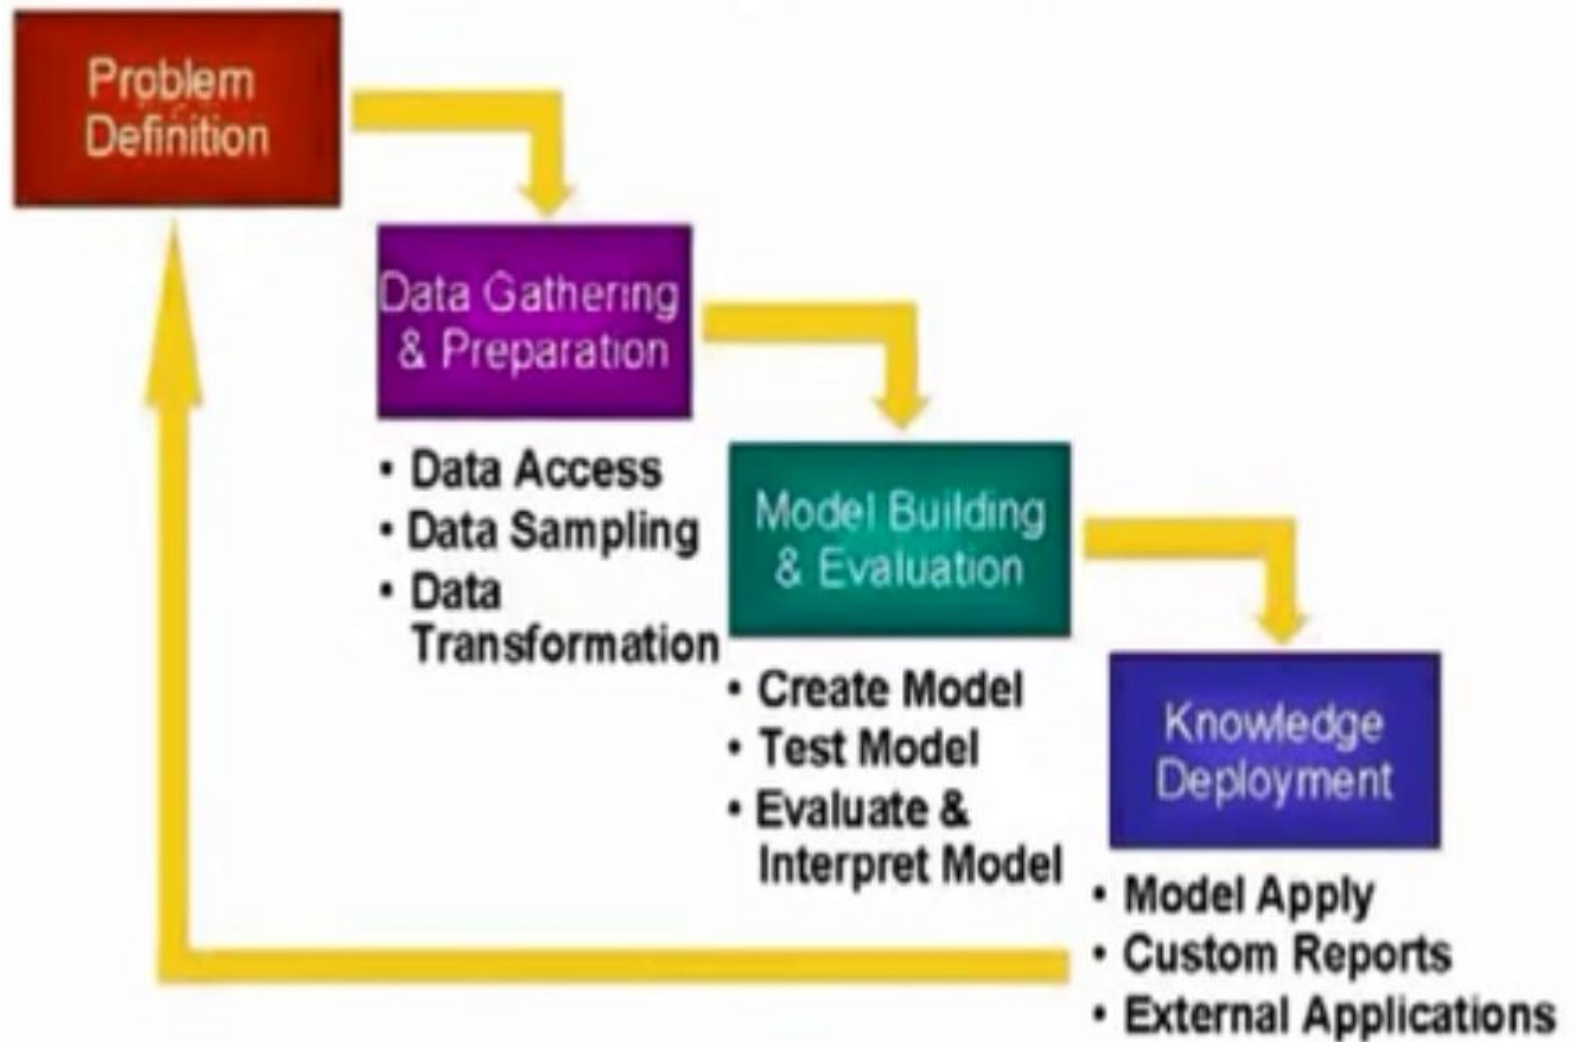 Problem
Definition
Data Gathering
& Preparation
• Data Access
• Data Sampling
• Data
Transformation
Model Building
& Evaluation
• Create Model
• Test Model
• Evaluate &
Interpret Model
Knowledge
Deployment
• Model Apply
• Custom Reports
• External Applications